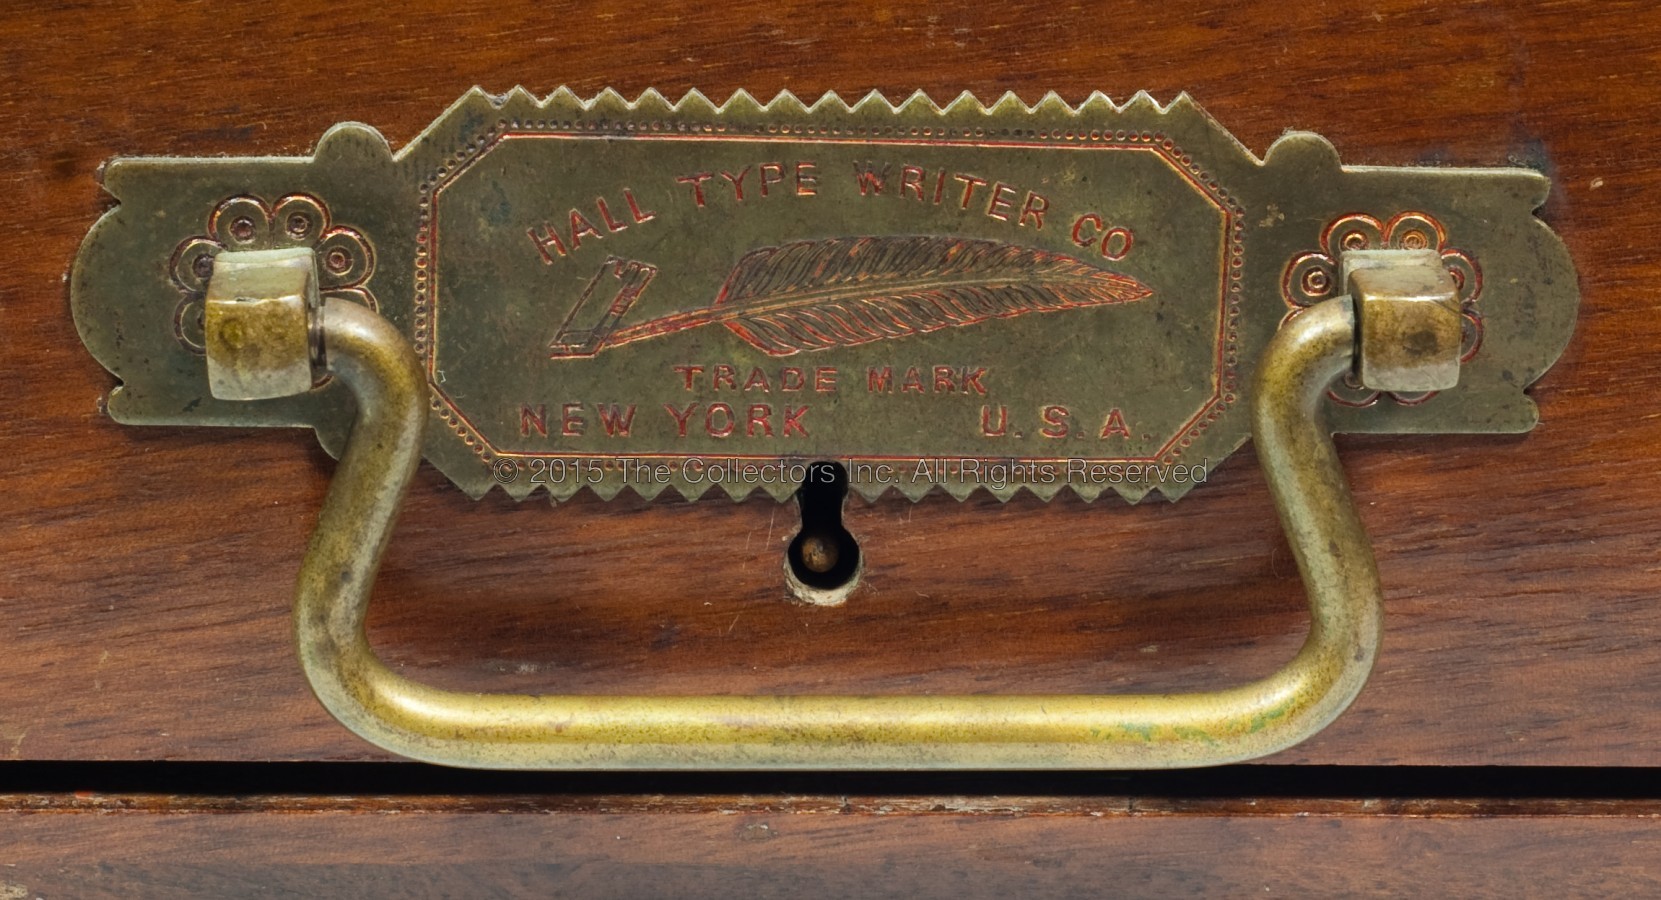 HALL TYPE WRITER CO
TRADE MARK
NEW YORK U.S.A.
© 2015 The Collectors Inc. All Rights Reserved